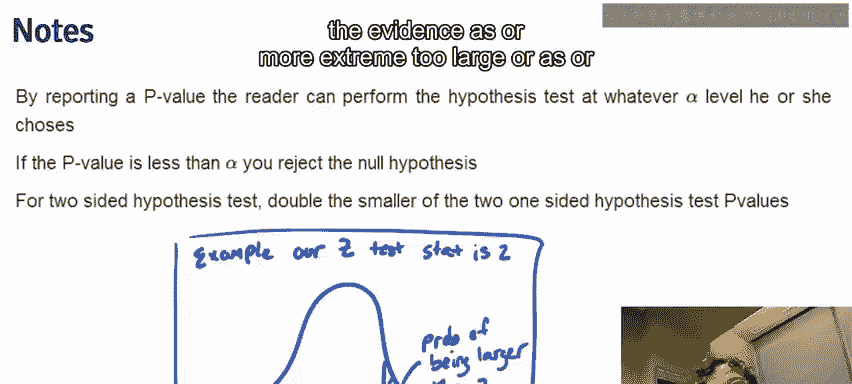 Notes
the evidence as or
more extreme too large or as or
By reporting a P-value the reader can perform the hypothesis test at whatever α level he or she
choses
If the P-value is less than α you reject the null hypothesis
For two sided hypothesis test, double the smaller of the two one sided hypothesis test Pvalues
Example our Z test stat is 2
prob of
being larger